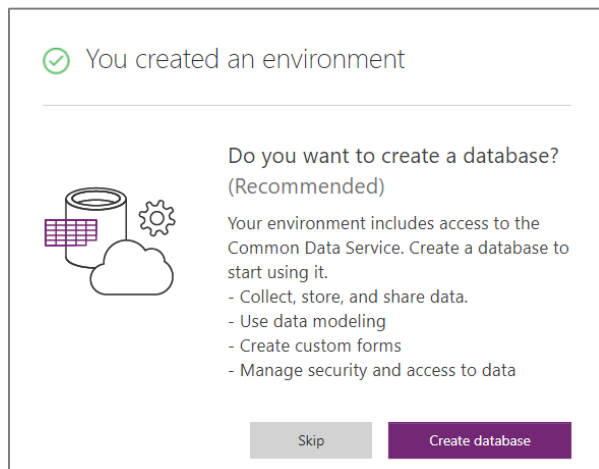 You created an environment
Do you want to create a database?
(Recommended)
Your environment includes access to the
Common Data Service. Create a database to
start using it.
- Collect, store, and share data.
- Use data modeling
- Create custom forms
- Manage security and access to data
Skip
Create database